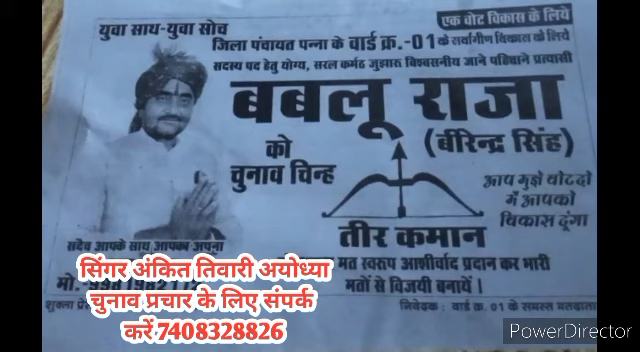 एक वोट विकास के लिये
युवा साथ-युवा सोच
जिला पंचायत पन्ना के वार्ड क्र.-01 के सर्वागीण विकास के लिये
सदस्य पद हेतु योग्य, सरल कर्मठ जुझारू विश्वसनीय जाने पहिचाने प्रत्यासी
बबलू राजा
(बीरेन्द्र सिंह)
को
चुनाव चिन्ह
तीर कमान
आप मुझे वोट दो
में आपको
विकास दूंगा
सदैव आपके साथ आपका अपना
मत स्वरुप आशीर्वाद प्रदान कर भारी
मतों से विजयी बनायें ।
मो.
शुक्ला प्रे
निवेदक : वार्ड क्र. 01 के समस्त मतदाता
सिंगर अंकित तिवारी अयोध्या
चुनाव प्रचार के लिए संपर्क
करें 7408328826
PowerDirector